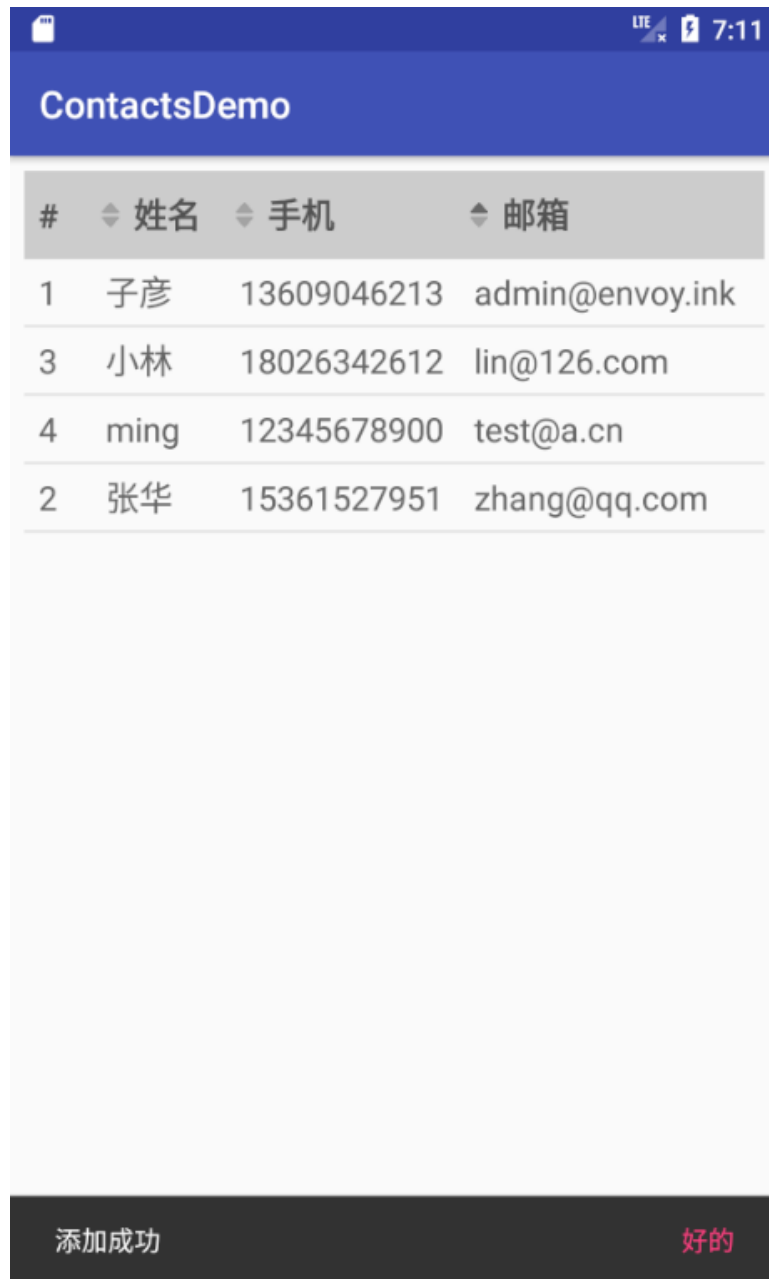 LTE 7:11
ContactsDemo
# 姓名 手机 邮箱
1 子彦 13609046213 admin@envoy.ink
3 小林 18026342612 lin@126.com
4 ming 12345678900 test@a.cn
2 张华 15361527951 zhang@qq.com
添加成功 好的